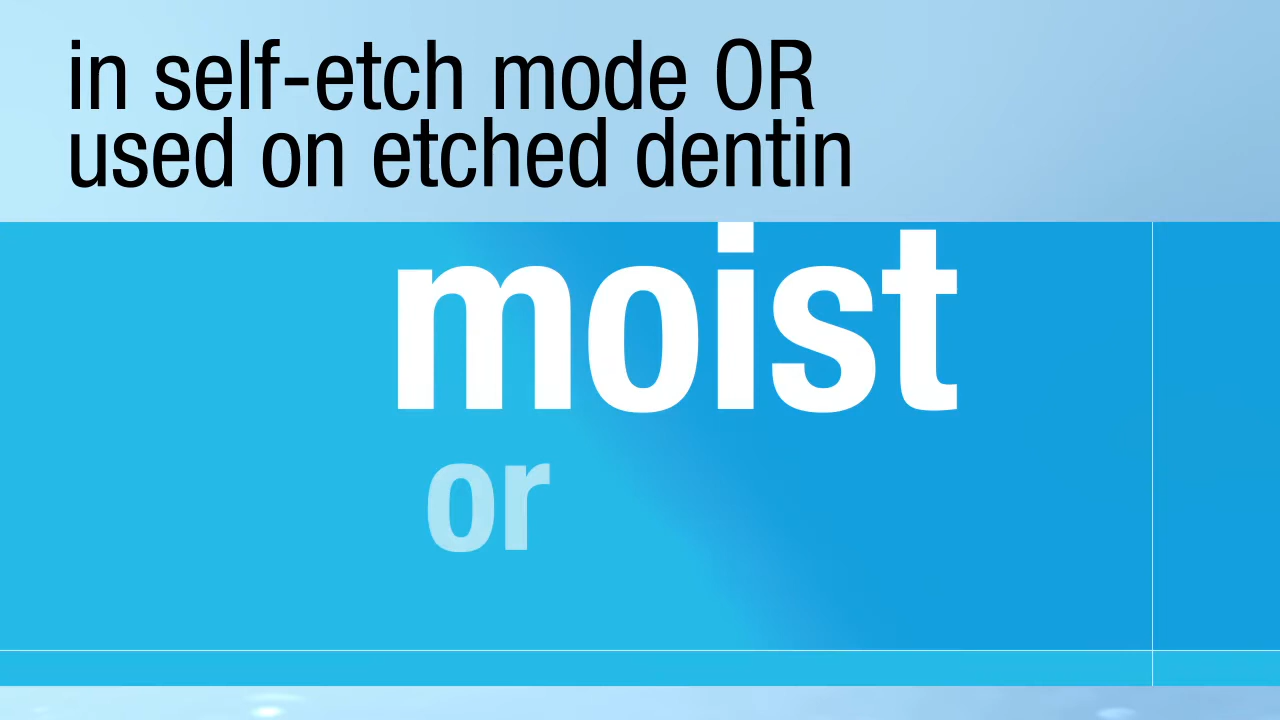 in self-etch mode OR
used on etched dentin
moist
or